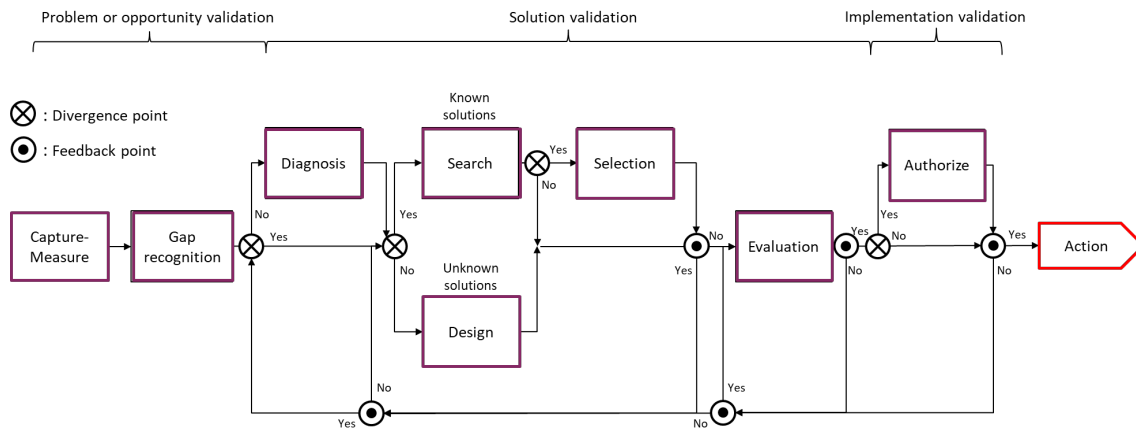 Problem or opportunity validation
Solution validation
Implementation validation
: Divergence point
: Feedback point
Known
solutions
Diagnosis
Search
Yes
No
Selection
Authorize
No
Yes
Yes
Capture-
Measure
Gap
recognition
Yes
No
No
Yes
Evaluation
Yes
No
No
Yes
No
Action
Unknown
solutions
Design
No
Yes
Yes
No